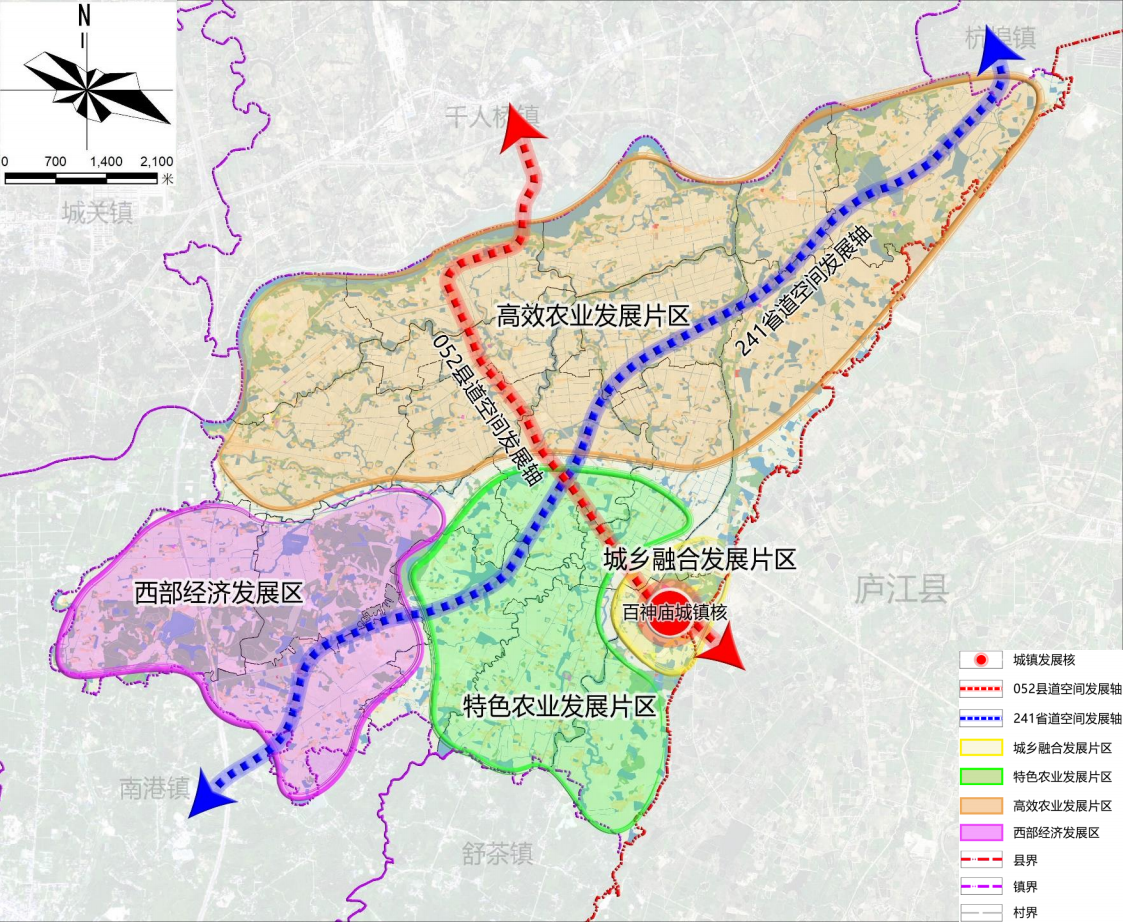 N
0 700 1,400 2,100
米
杭埠镇
千人桥镇
城关镇
高效农业发展片区
241省道空间发展轴
052县道空间发展轴
城乡融合发展片区
西部经济发展区
百神庙城镇核
庐江县
特色农业发展片区
南港镇
舒茶镇
城镇发展核
052县道空间发展轴
241省道空间发展轴
城乡融合发展片区
特色农业发展片区
高效农业发展片区
西部经济发展区
县界
镇界
村界